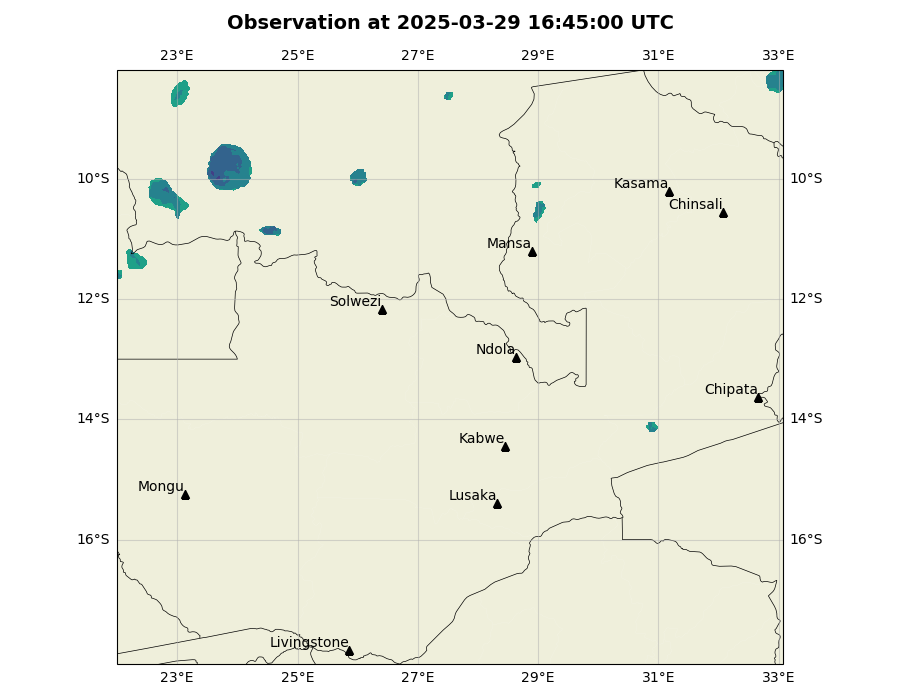 Observation at 2025-03-29 16:45:00 UTC
23°E 25°E 27°E 29°E 31°E 33°E
10°S 10°S
Kasama
Chinsali
Mansa
12°S 12°S
Solwezi
Ndola
Chipata
14°S 14°S
Kabwe
Mongu
Lusaka
16°S 16°S
Livingstone
23°E 25°E 27°E 29°E 31°E 33°E